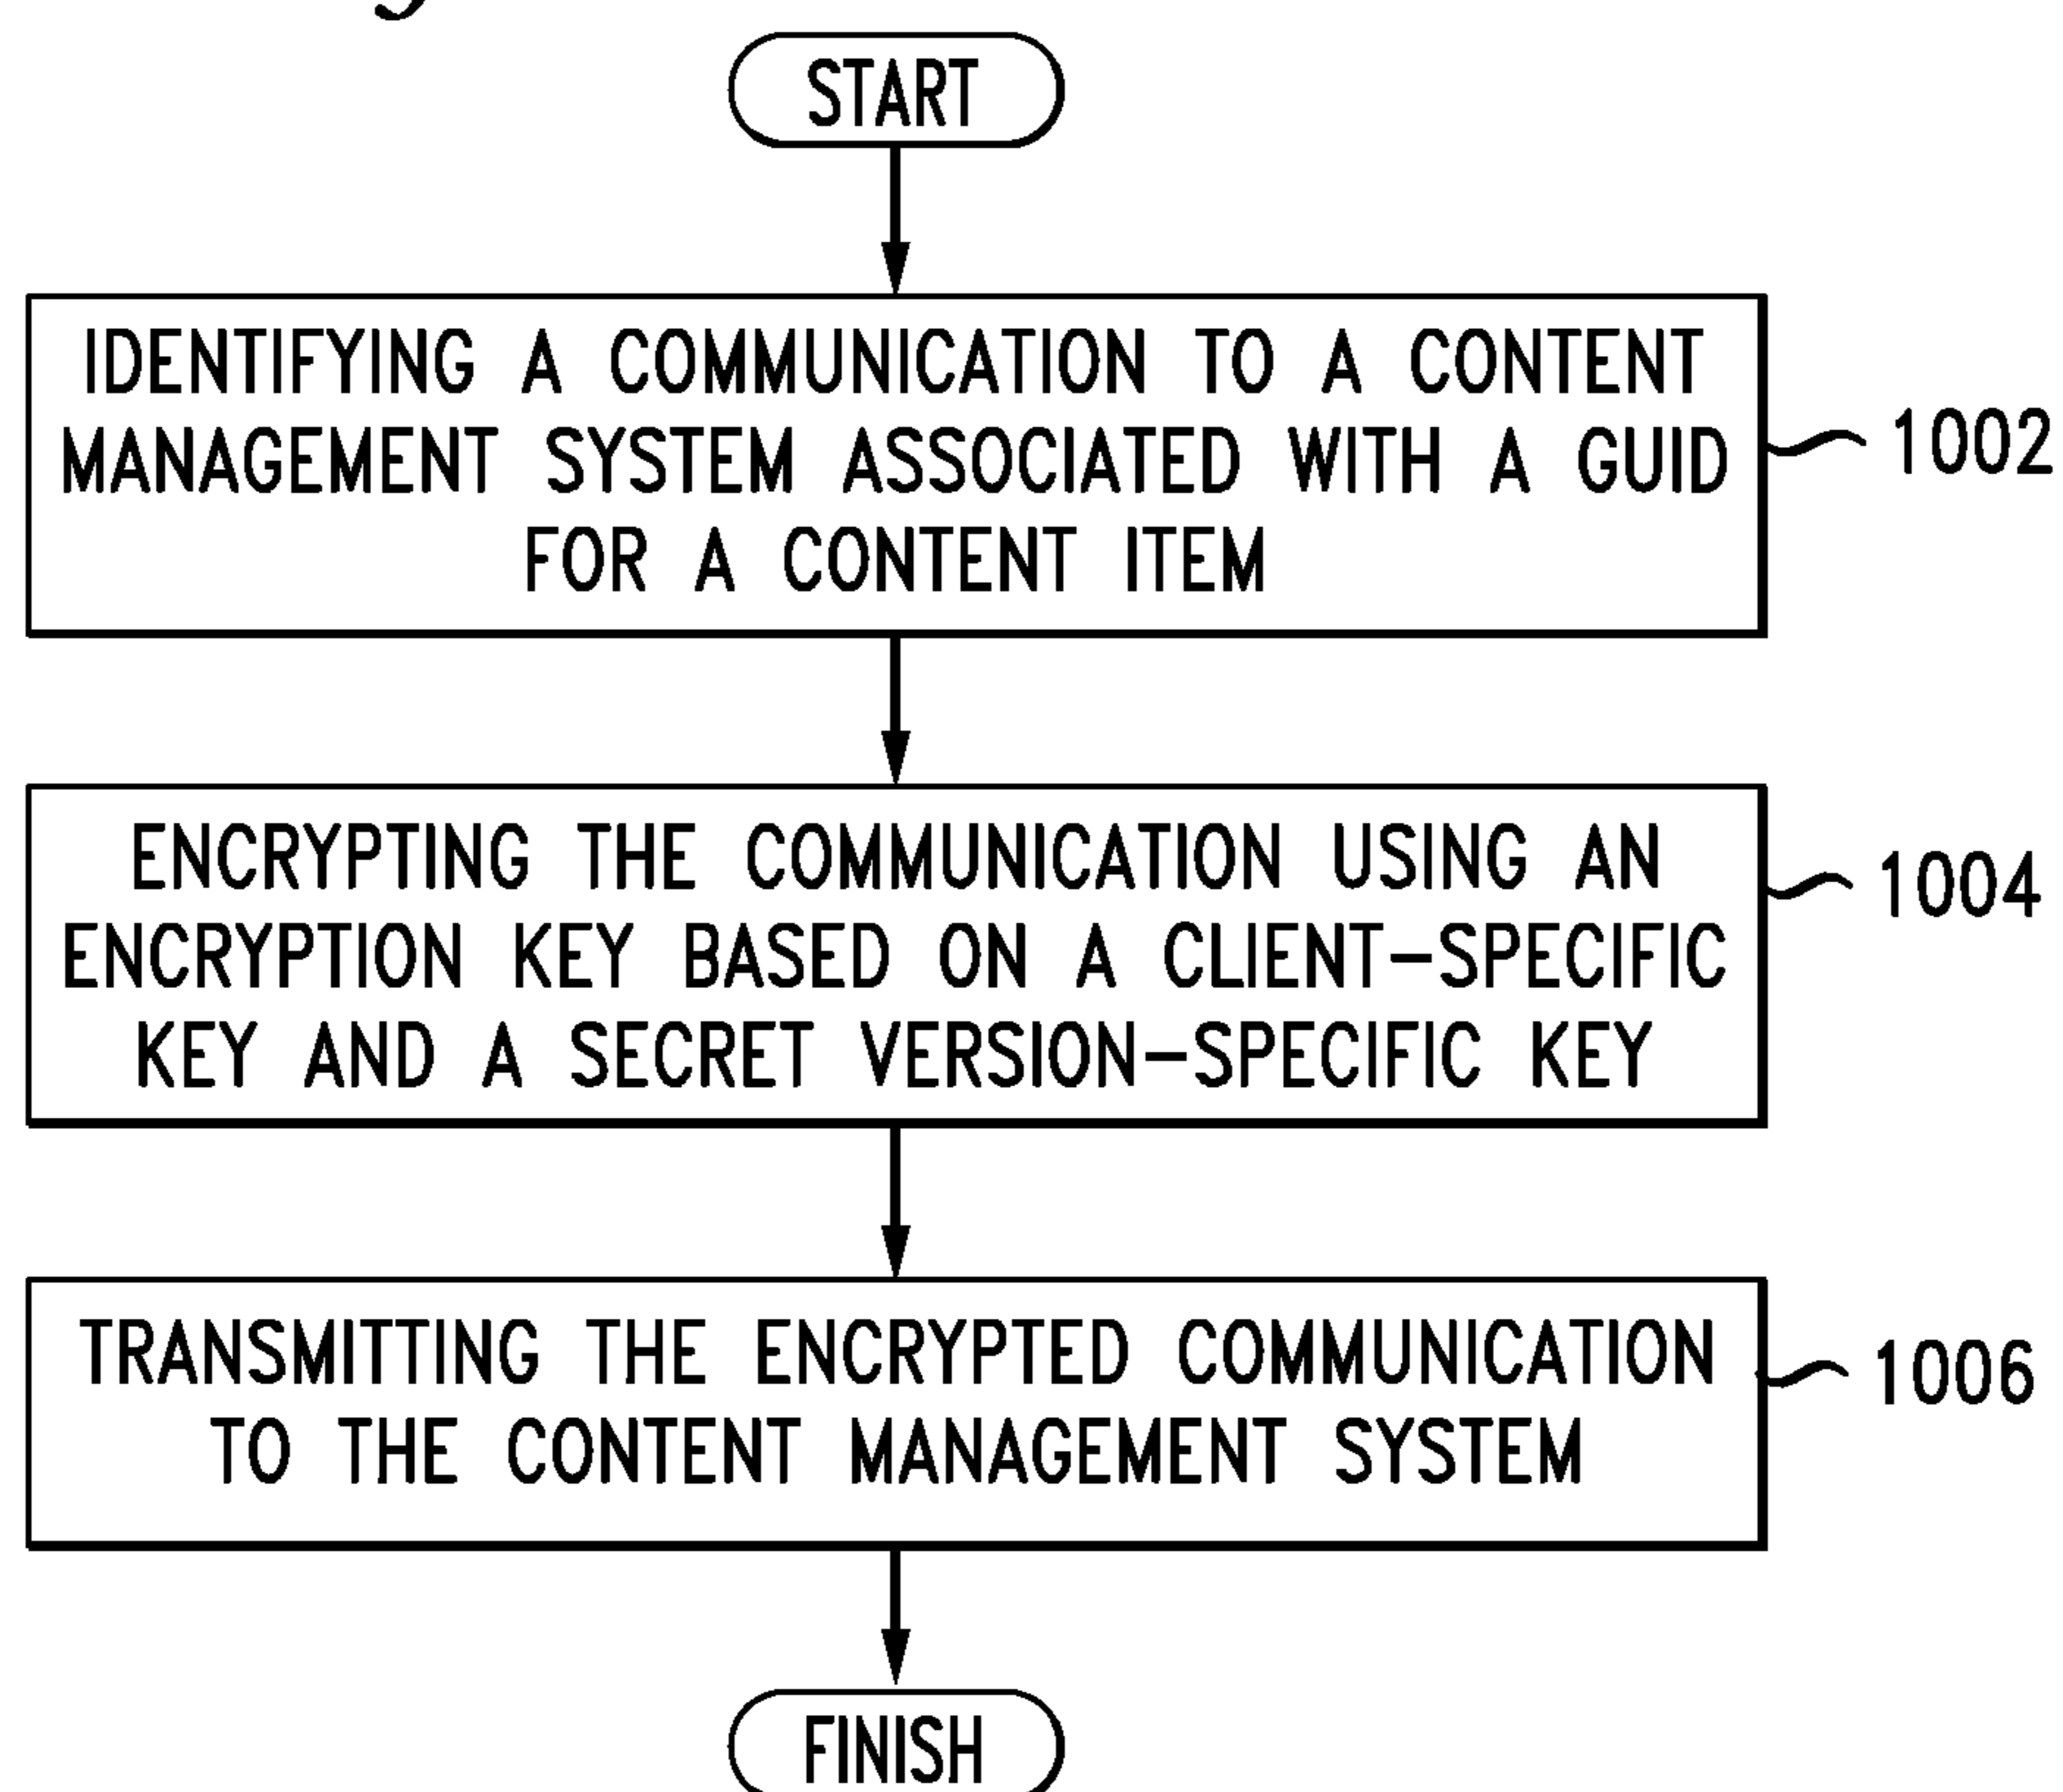 START
IDENTIFYING A COMMUNICATION TO A CONTENT
MANAGEMENT SYSTEM ASSOCIATED WITH A GUID
FOR A CONTENT ITEM
1002
ENCRYPTING THE COMMUNICATION USING AN
ENCRYPTION KEY BASED ON A CLIENT-SPECIFIC
KEY AND A SECRET VERSION-SPECIFIC KEY
1004
TRANSMITTING THE ENCRYPTED COMMUNICATION
TO THE CONTENT MANAGEMENT SYSTEM
1006
FINISH